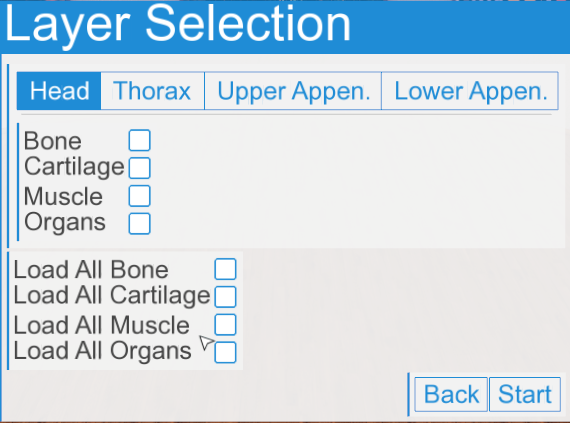 Layer Selection
Head Thorax Upper Appen. Lower Appen.
Bone
Cartilage
Muscle
Organs
Load All Bone
Load All Cartilage
Load All Muscle
Load All Organs
Back Start